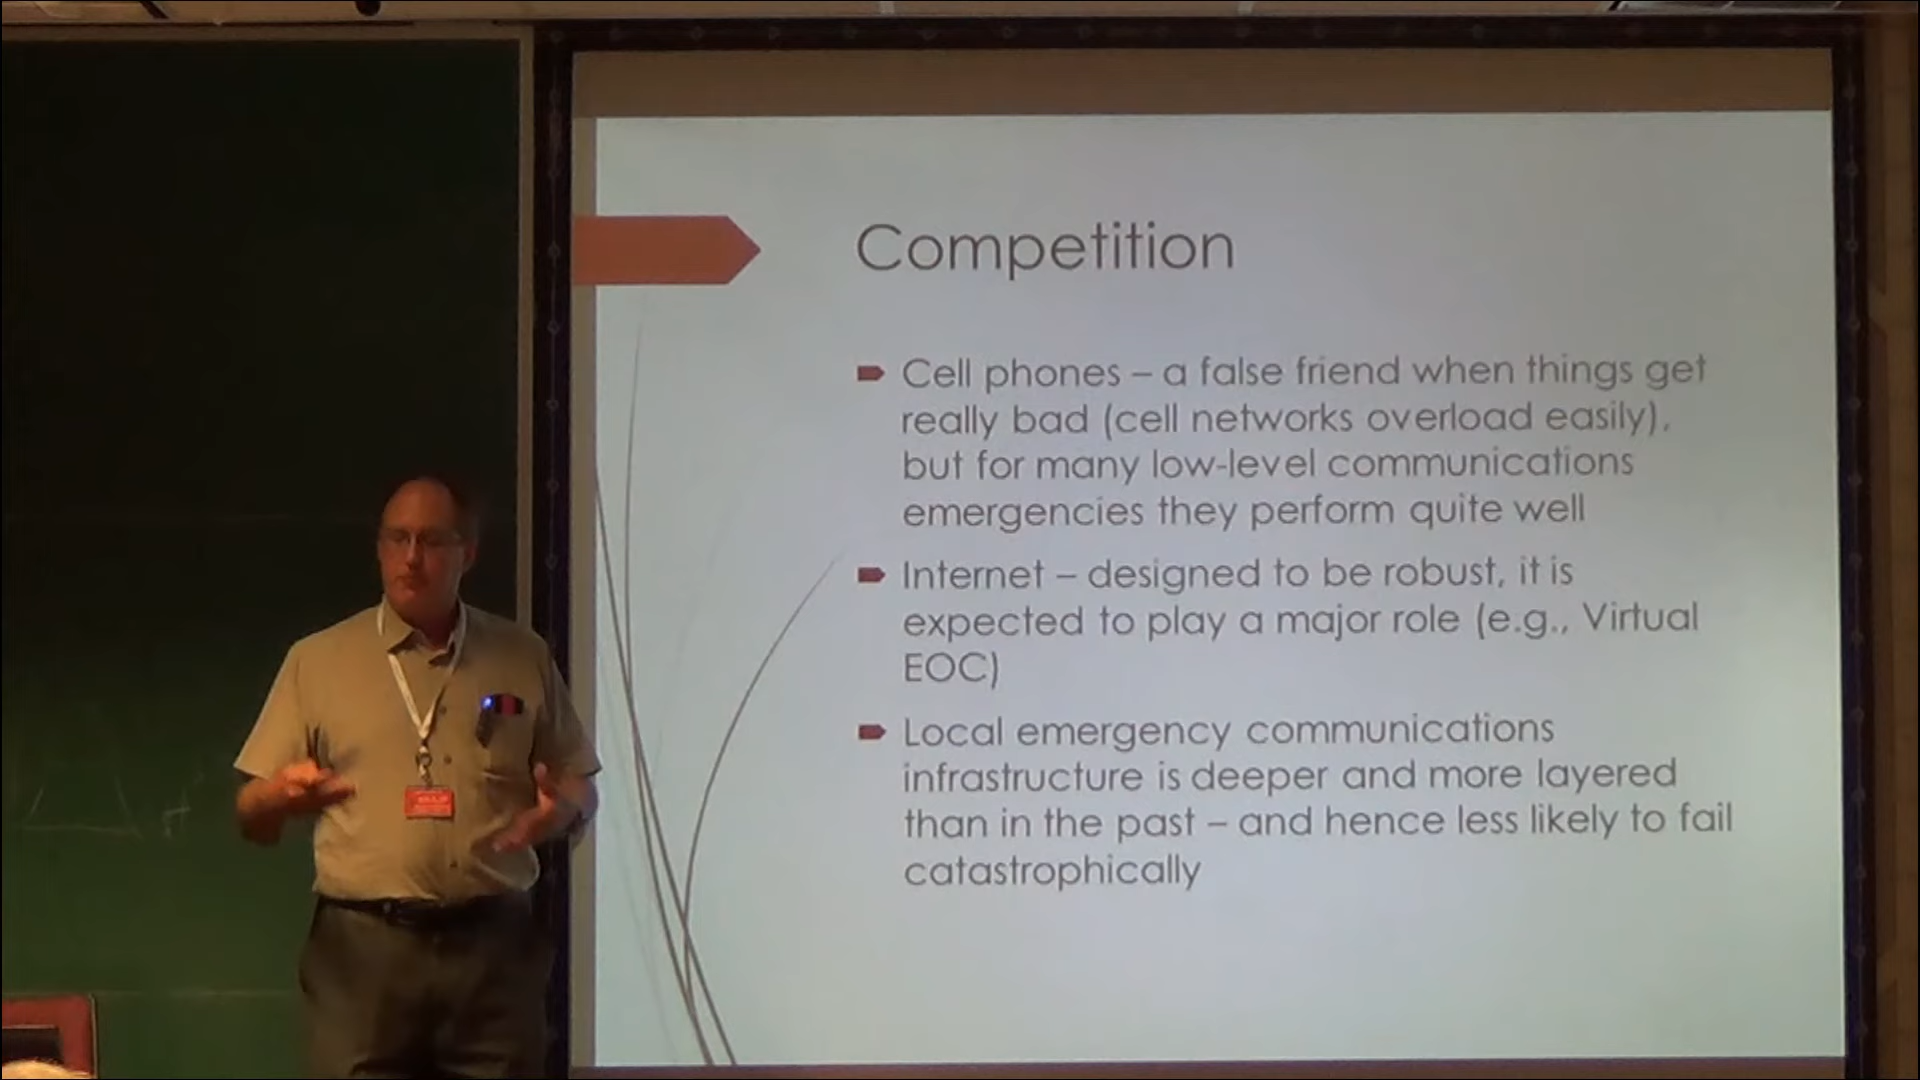 Competition
Cell phones – a false friend when things get
really bad (cell networks overload easily),
but for many low-level communications
emergencies they perform quite well
Internet – designed to be robust, it is
expected to play a major role (e.g., Virtual
EOC)
Local emergency communications
infrastructure is deeper and more layered
than in the past – and hence less likely to fail
catastrophically